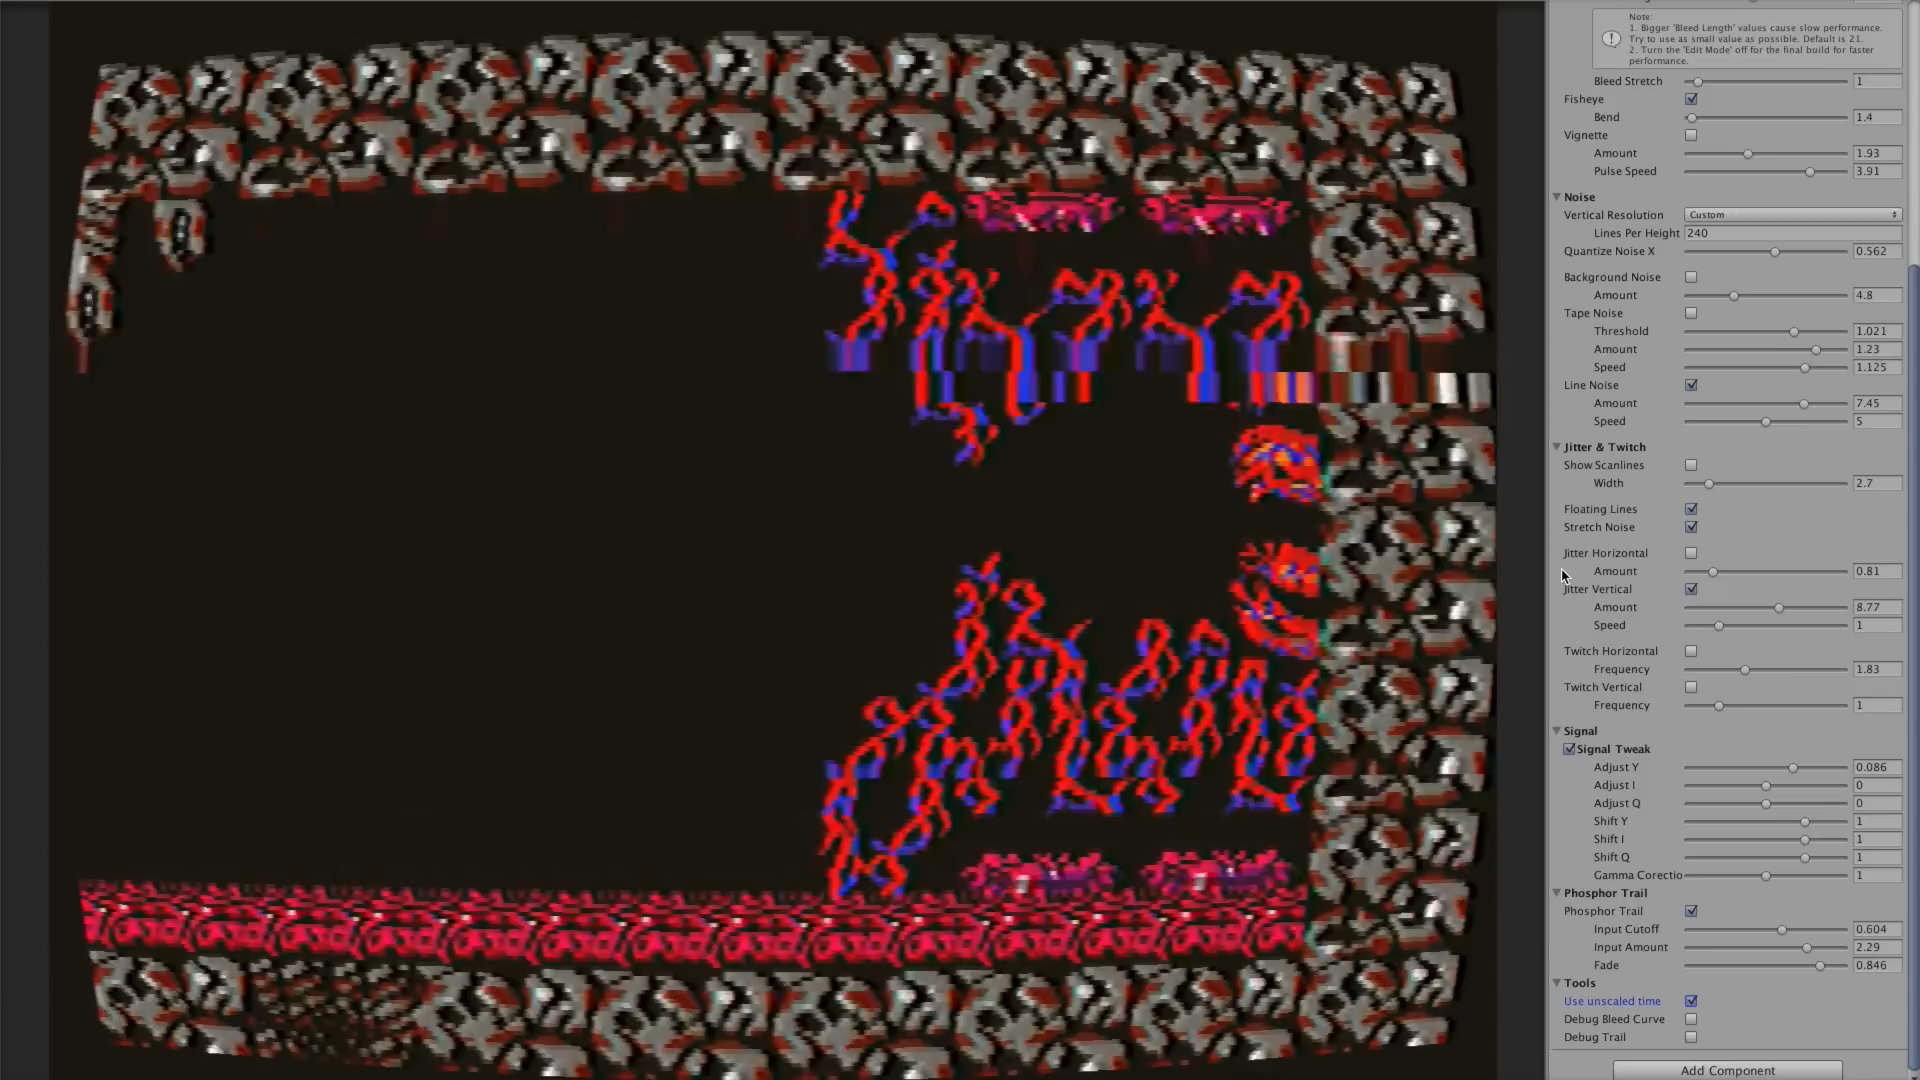 Note:
1. Bigger 'Bleed Length' values cause slow performance.
Try to use as small value as possible. Default is 21.
2. Turn the 'Edit Mode' off for the final build for faster
performance.
Bleed Stretch 1
Fisheye
Bend 1.4
Vignette
Amount 1.93
Pulse Speed 3.91
Noise
Vertical Resolution Custom
Lines Per Height 240
Quantize Noise X 0.562
Background Noise
Amount 4.8
Tape Noise
Threshold 1.021
Amount 1.23
Speed 1.125
Line Noise
Amount 7.45
Speed 5
Jitter & Twitch
Show Scanlines
Width 2.7
Floating Lines
Stretch Noise
Jitter Horizontal
Amount 0.81
Jitter Vertical
Amount 8.77
Speed 1
Twitch Horizontal
Frequency 1.83
Twitch Vertical
Frequency 1
Signal
Signal Tweak
Adjust Y 0.086
Adjust I 0
Adjust Q 0
Shift Y 1
Shift I 1
Shift Q 1
Gamma Corectio 1
Phosphor Trail
Phosphor Trail
Input Cutoff 0.604
Input Amount 2.29
Fade 0.846
Tools
Use unscaled time
Debug Bleed Curve
Debug Trail
Add Component